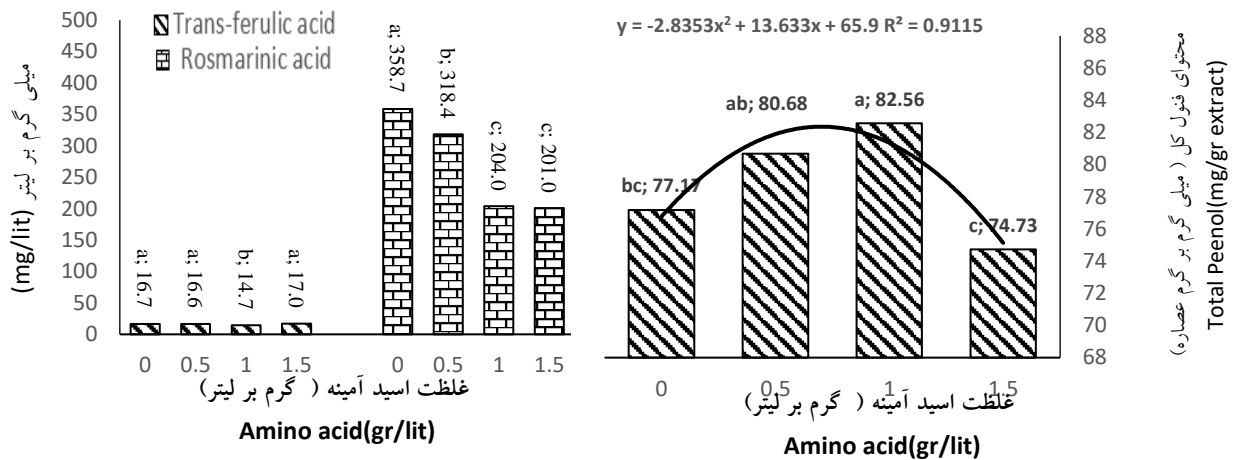 500
450
400
350
300
250
200
150
100
50
0
میلی گرم بر لیتر
(mg/lit)
Trans-ferulic acid
Rosmarinic acid
a; 16.7
a; 16.6
b; 14.7
a; 17.0
a; 358.7
b; 318.4
c; 204.0
c; 201.0
0 0.5 1 1.5 0 0.5 1 1.5
غلظت اسید آمینه ( گرم بر لیتر)
Amino acid(gr/lit)
y = -2.8353x² + 13.633x + 65.9 R² = 0.9115
bc; 77.17
ab; 80.68
a; 82.56
c; 74.73
88
86
84
82
80
78
76
74
72
70
68
محتوای فنول کل ( میلی گرم بر گرم عصاره)
Total Peenol(mg/gr extract)
0 0.5 1 1.5
غلظت اسید آمینه ( گرم بر لیتر)
Amino acid(gr/lit)